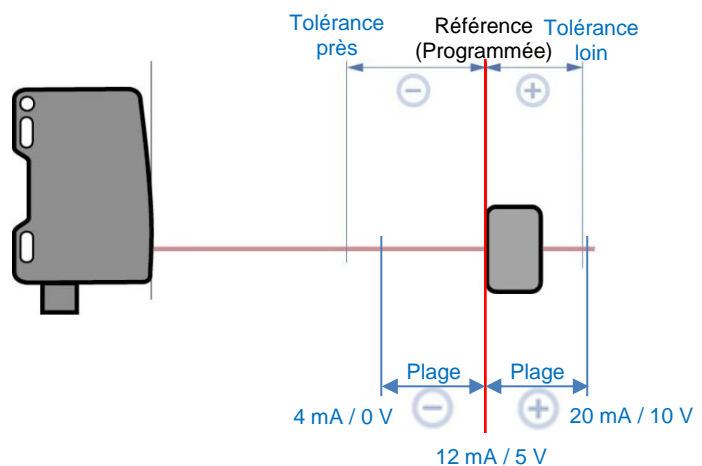 Tolérance
près
Référence
(Programmée)
Tolérance
loin
Plage
Plage
4 mA / 0 V
20 mA / 10 V
12 mA / 5 V